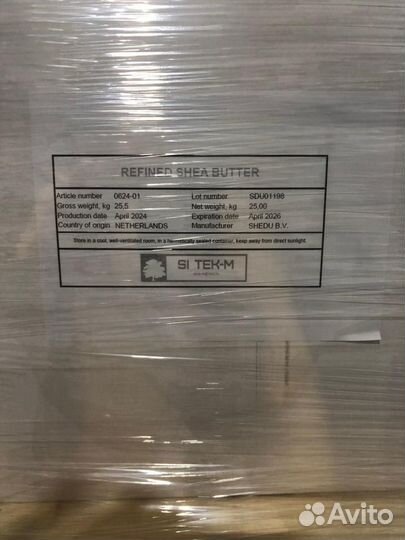 REFINED SHEA BUTTER
Article number 0624-01 Lot number SDU01198
Gross weight, kg 25,5 Net weight, kg 25,00
Production date April 2024 Expiration date April 2026
Country of origin NETHERLANDS Manufacturer SHEDU B.V.
Store in a cool, well-ventilated room, in a hermetically sealed container, keep away from direct sunlight.
SI TEK-M
Avito